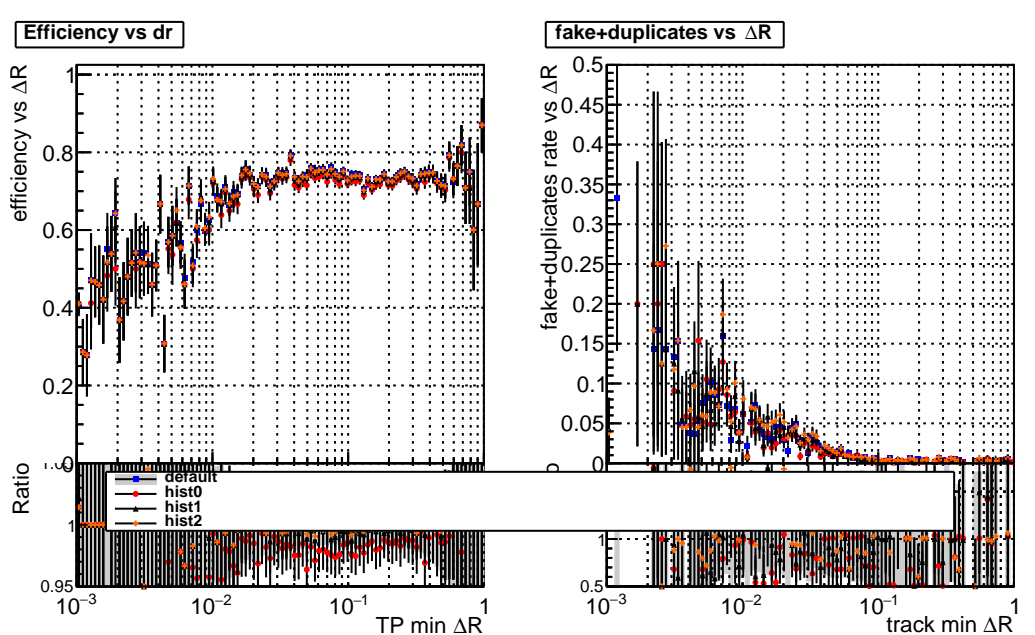 Efficiency vs dr
efficiency vs ΔR
1
0.8
0.6
0.4
0.2
0
Ratio
1
0.95
10⁻³
10⁻²
10⁻¹
1
TP min ΔR
fake+duplicates vs ΔR
fake+duplicates rate vs ΔR
0.5
0.45
0.4
0.35
0.3
0.25
0.2
0.15
0.1
0.05
0
1
0.5
10⁻³
10⁻²
10⁻¹
1
track min ΔR
default
hist0
hist1
hist2